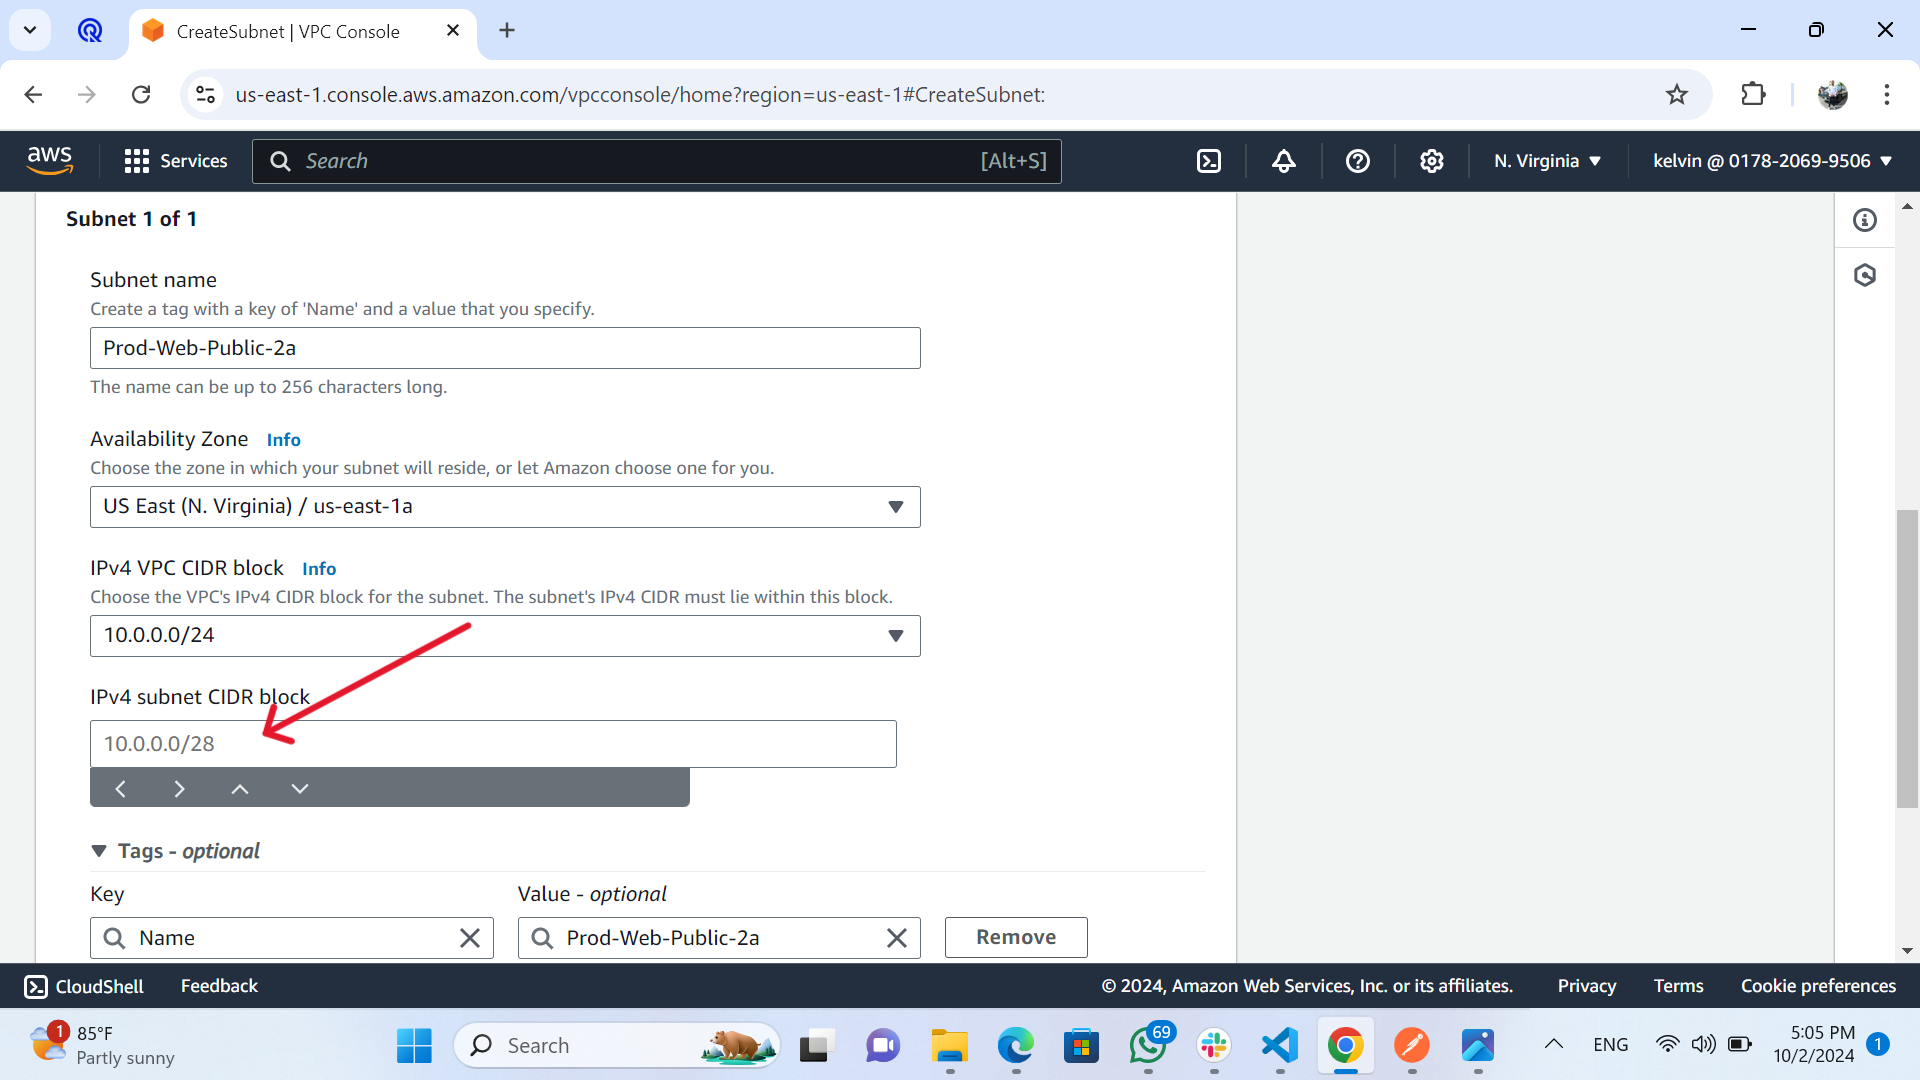 CreateSubnet | VPC Console
us-east-1.console.aws.amazon.com/vpcconsole/home?region=us-east-1#CreateSubnet:
aws
Services
Search
[Alt+S]
N. Virginia
kelvin @ 0178-2069-9506
Subnet 1 of 1
Subnet name
Create a tag with a key of 'Name' and a value that you specify.
Prod-Web-Public-2a
The name can be up to 256 characters long.
Availability Zone Info
Choose the zone in which your subnet will reside, or let Amazon choose one for you.
US East (N. Virginia) / us-east-1a
IPv4 VPC CIDR block Info
Choose the VPC's IPv4 CIDR block for the subnet. The subnet's IPv4 CIDR must lie within this block.
10.0.0.0/24
IPv4 subnet CIDR block
10.0.0.0/28
Tags - optional
Key
Value - optional
Name
Prod-Web-Public-2a
Remove
CloudShell
Feedback
© 2024, Amazon Web Services, Inc. or its affiliates.
Privacy
Terms
Cookie preferences
1
85°F
Partly sunny
Search
69
ENG
5:05 PM
10/2/2024
1